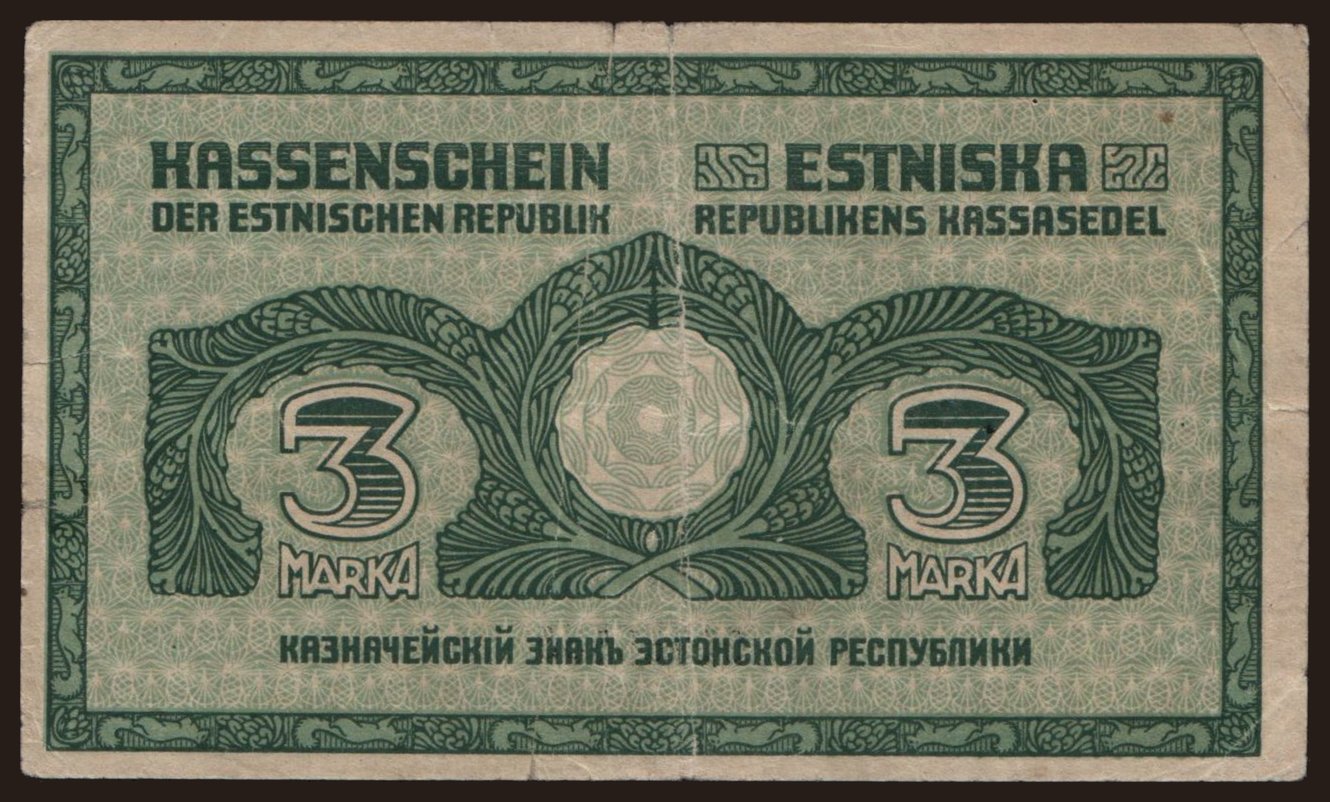 KASSENSCHEIN
DER ESTNISCHEN REPUBLIK
ESTNISKA
REPUBLIKENS KASSASEDEL
3
MARKA
3
MARKA
КАЗНАЧЕЙСКІЙ ЗНАКЪ ЭСТОНСКОЙ РЕСПУБЛИКИ